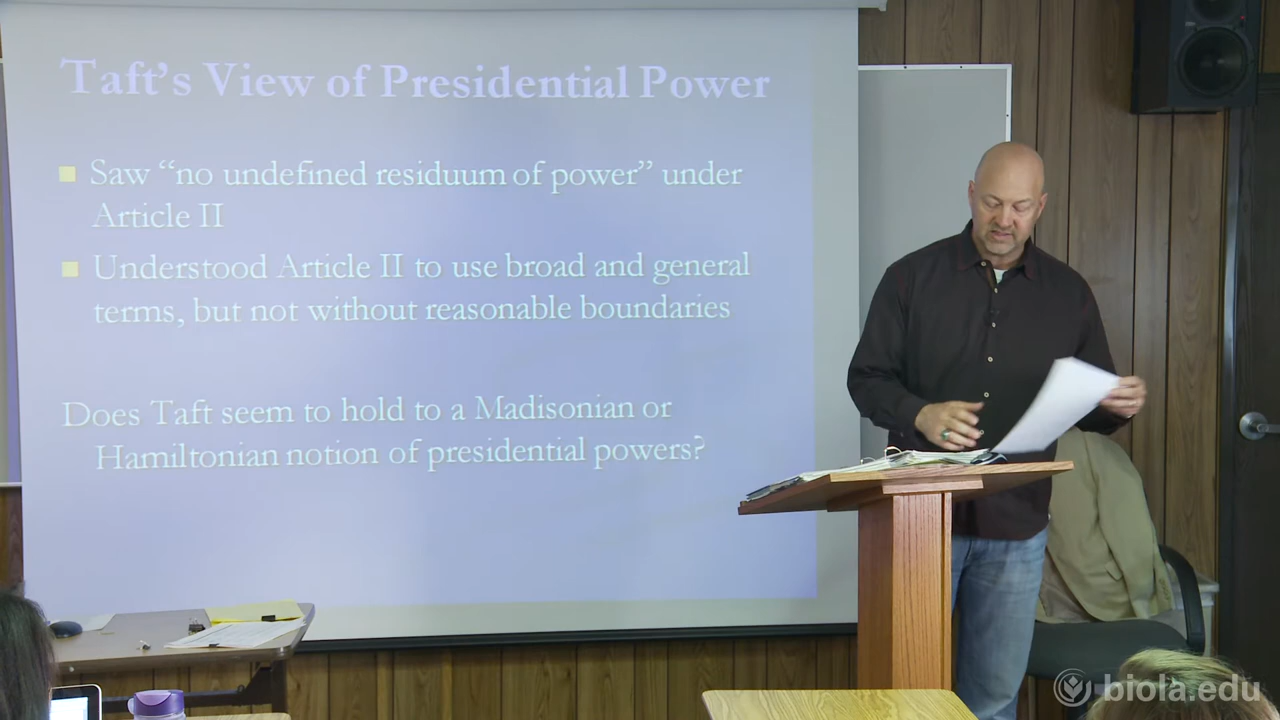 Taft's View of Presidential Power
Saw “no undefined residuum of power” under
Article II
Understood Article II to use broad and general
terms, but not without reasonable boundaries
Does Taft seem to hold to a Madisonian or
Hamiltonian notion of presidential powers?
biola.edu